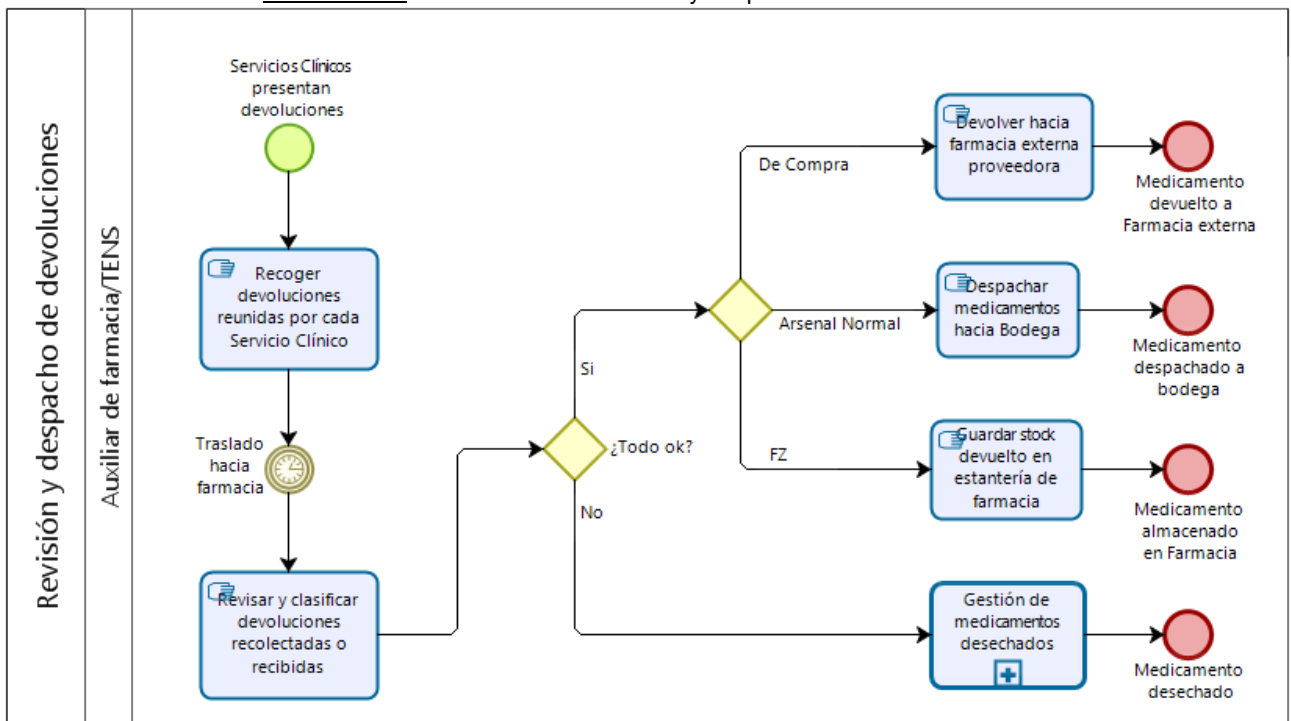 Revisión y despacho de devoluciones
Auxiliar de farmacia/TENS
Servicios Clínicos
presentan
devoluciones
Recoger
devoluciones
reunidas por cada
Servicio Clínico
Traslado
hacia
farmacia
Revisar y clasificar
devoluciones
recolectadas o
recibidas
¿Todo ok?
Si
No
De Compra
Arsenal Normal
FZ
Devolver hacia
farmacia externa
proveedora
Medicamento
devuelto a
Farmacia externa
Despachar
medicamentos
hacia Bodega
Medicamento
despachado a
bodega
Guardar stock
devuelto en
estantería de
farmacia
Medicamento
almacenado
en Farmacia
Gestión de
medicamentos
desechados
Medicamento
desechado